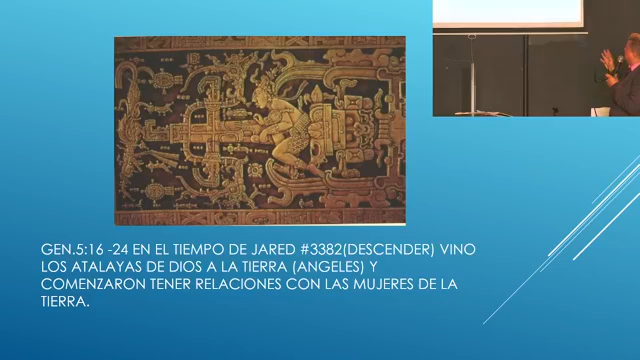 GEN.5:16 -24 EN EL TIEMPO DE JARED #3382(DESCENDER) VINO
LOS ATALAYAS DE DIOS A LA TIERRA (ANGELES) Y
COMENZARON TENER RELACIONES CON LAS MUJERES DE LA
TIERRA.